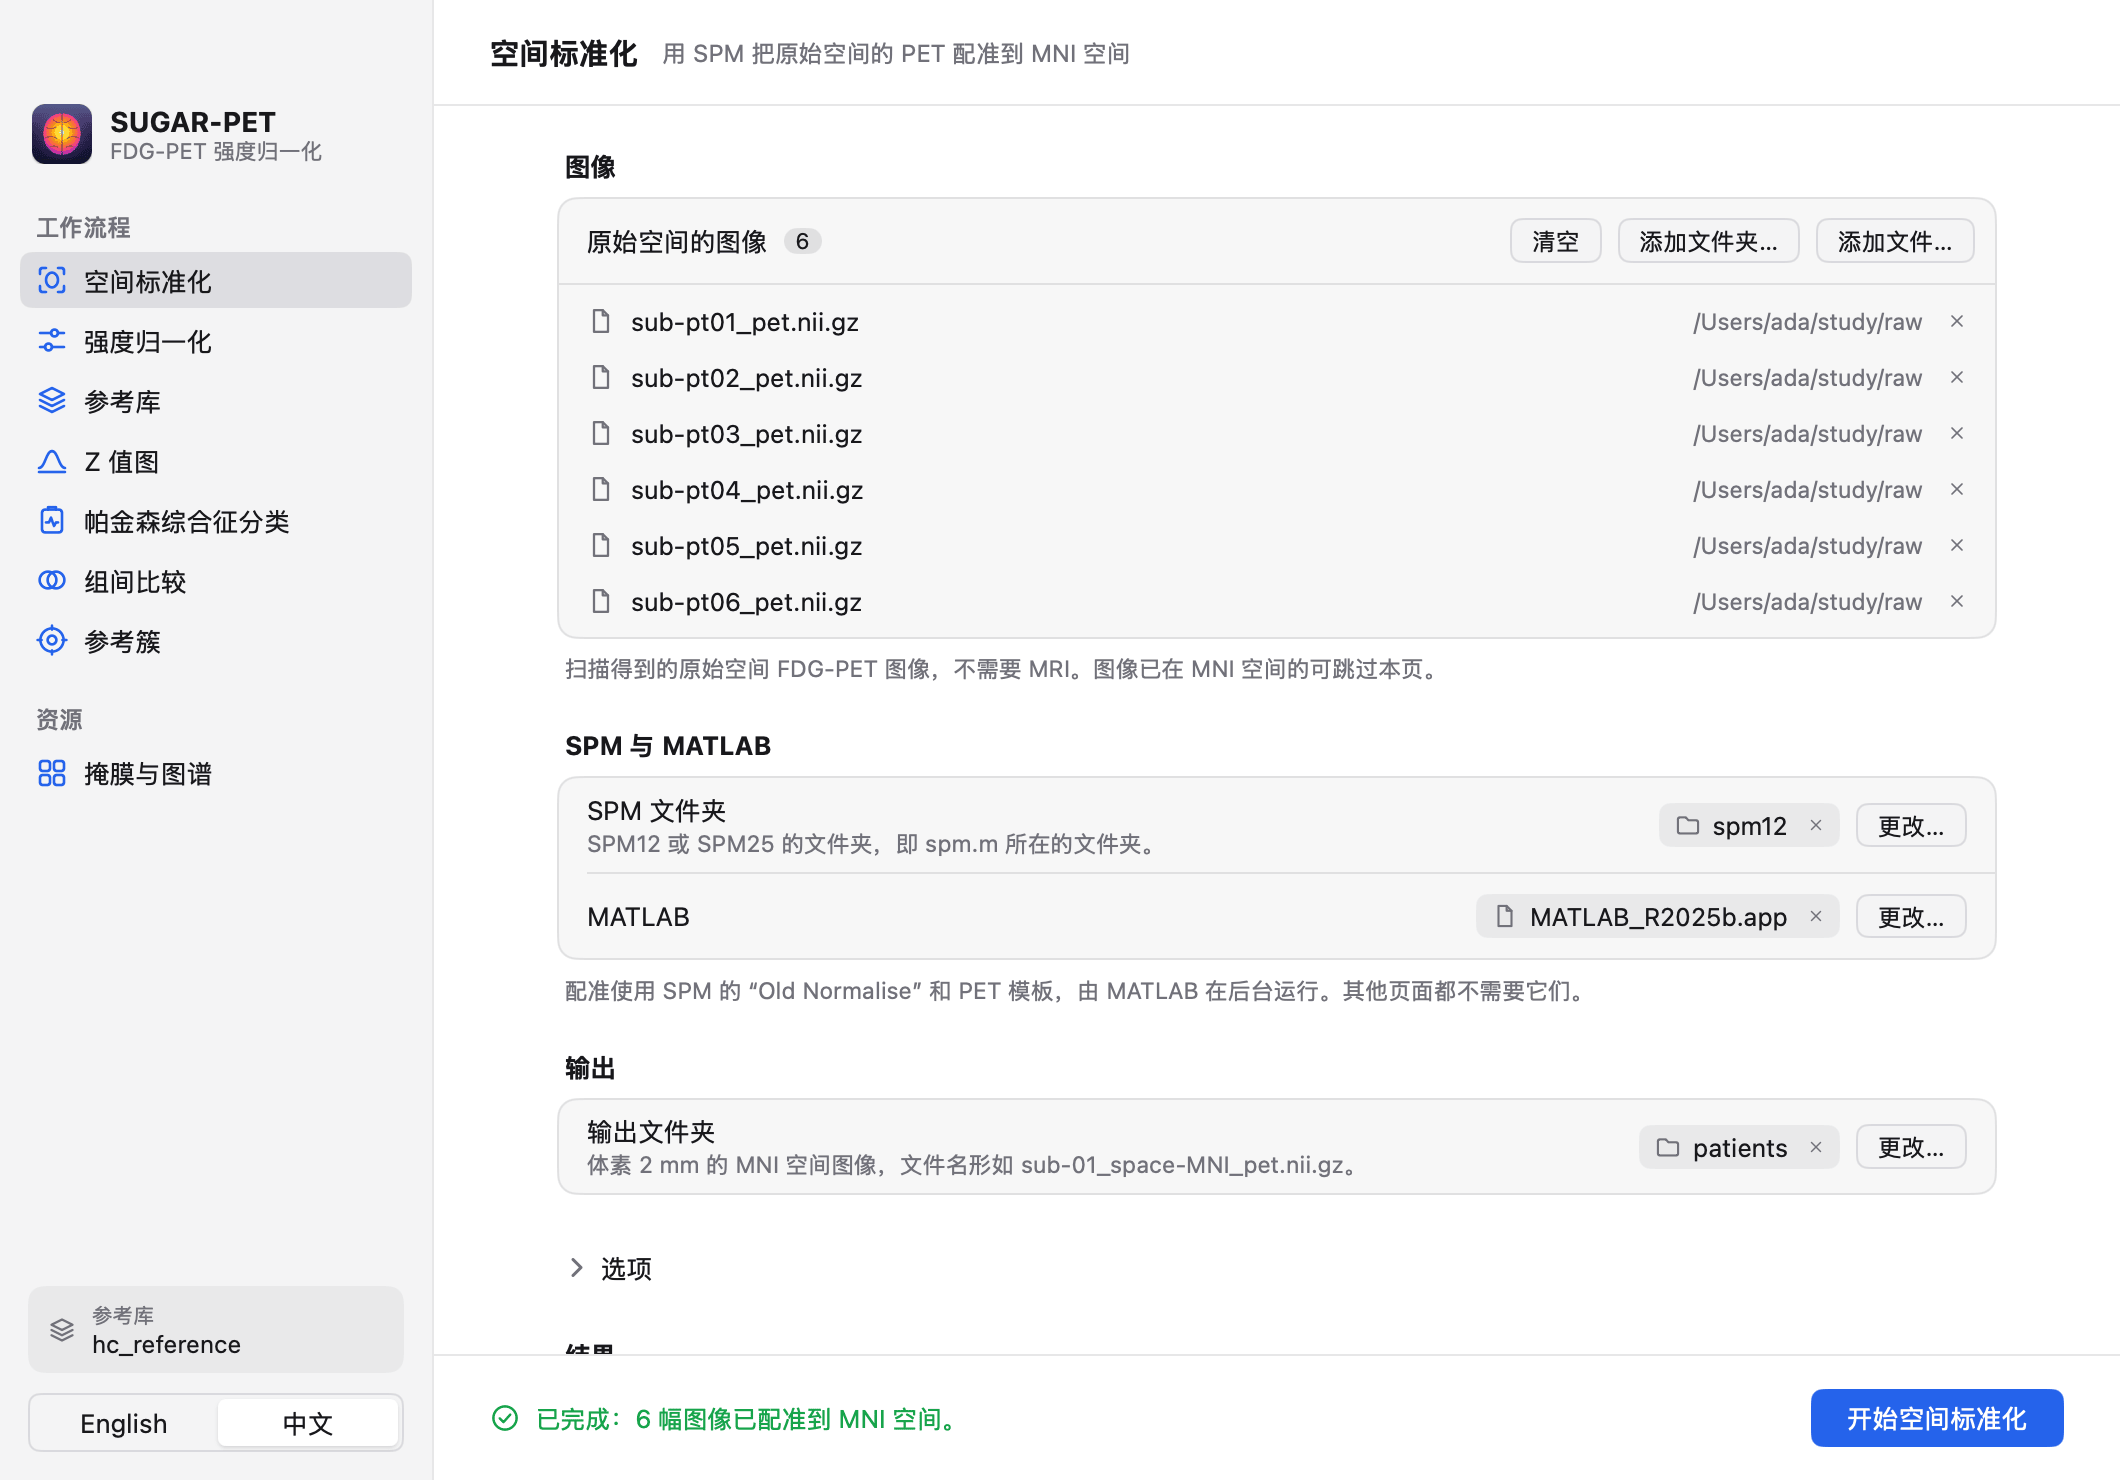 SUGAR-PET
FDG-PET 强度归一化
工作流程
空间标准化
强度归一化
参考库
Z 值图
帕金森综合征分类
组间比较
参考簇
资源
掩膜与图谱
参考库
hc_reference
English 中文
空间标准化 用 SPM 把原始空间的 PET 配准到 MNI 空间
图像
原始空间的图像 6 清空 添加文件夹... 添加文件...
sub-pt01_pet.nii.gz /Users/ada/study/raw ×
sub-pt02_pet.nii.gz /Users/ada/study/raw ×
sub-pt03_pet.nii.gz /Users/ada/study/raw ×
sub-pt04_pet.nii.gz /Users/ada/study/raw ×
sub-pt05_pet.nii.gz /Users/ada/study/raw ×
sub-pt06_pet.nii.gz /Users/ada/study/raw ×
扫描得到的原始空间 FDG-PET 图像，不需要 MRI。图像已在 MNI 空间的可跳过本页。
SPM 与 MATLAB
SPM 文件夹 spm12 × 更改...
SPM12 或 SPM25 的文件夹，即 spm.m 所在的文件夹。
MATLAB MATLAB_R2025b.app × 更改...
配准使用 SPM 的 “Old Normalise” 和 PET 模板，由 MATLAB 在后台运行。其他页面都不需要它们。
输出
输出文件夹 patients × 更改...
体素 2 mm 的 MNI 空间图像，文件名形如 sub-01_space-MNI_pet.nii.gz。
选项
结果
已完成：6 幅图像已配准到 MNI 空间。 开始空间标准化